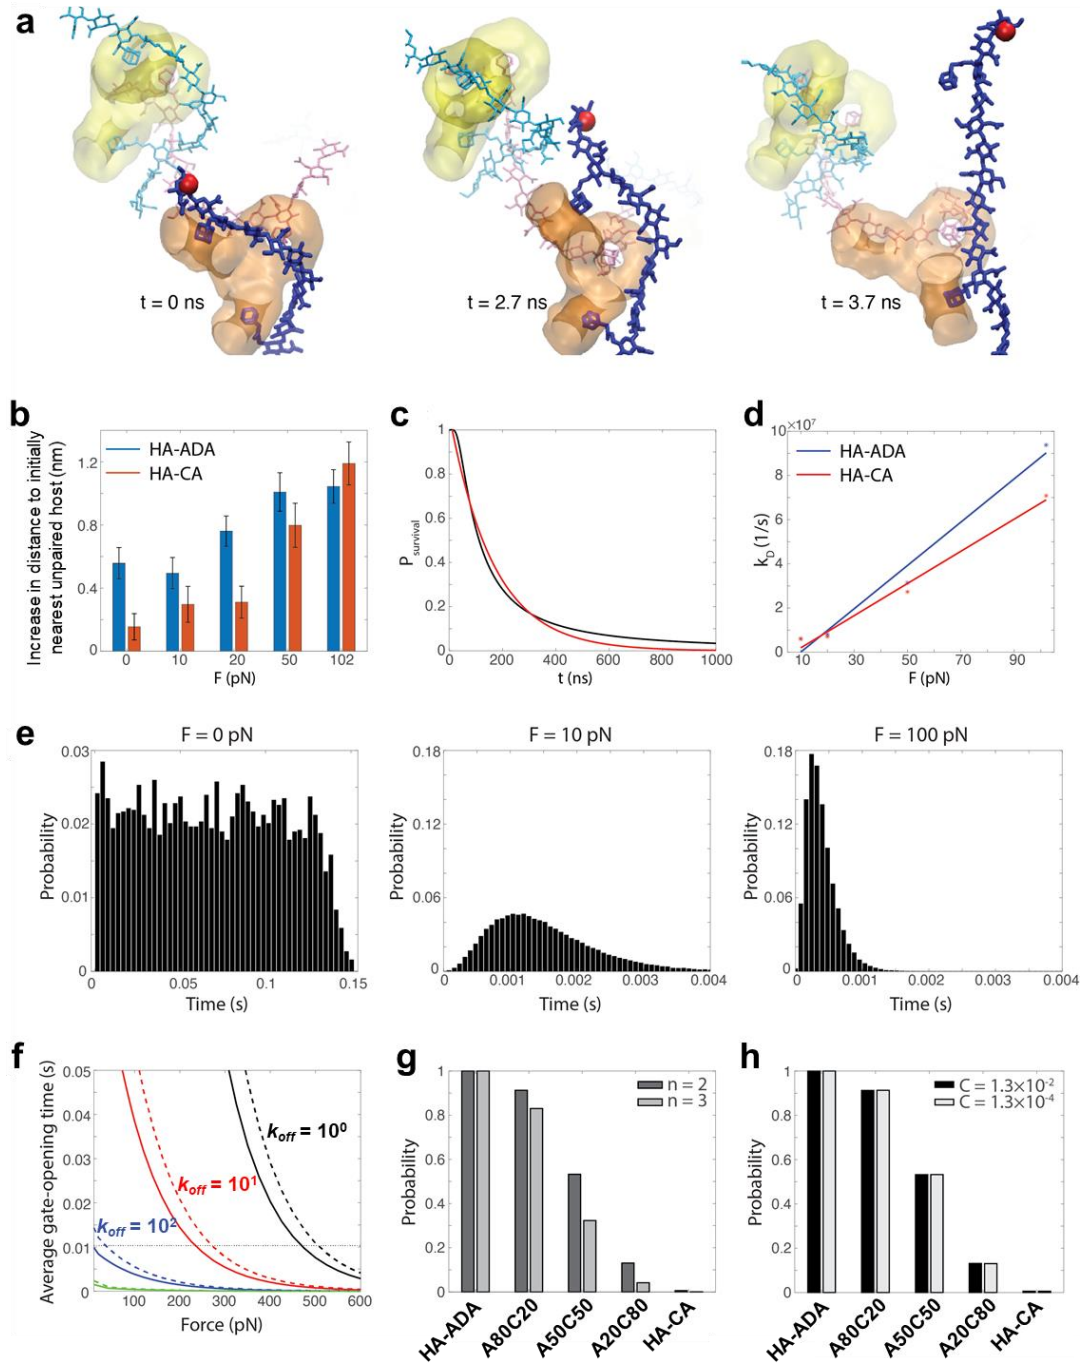 a
t = 0 ns
t = 2.7 ns
t = 3.7 ns
b
Increase in distance to initially
nearest unpaired host (nm)
HA-ADA
HA-CA
1.2
0.8
0.4
0
0 10 20 50 102
F (pN)
c
P survival
1
0.8
0.6
0.4
0.2
0
0 200 400 600 800 1000
t (ns)
d
×10⁷
k_D (1/s)
HA-ADA
HA-CA
10
8
6
4
2
0
10 30 50 70 90
F (pN)
e
F = 0 pN
Probability
0.03
0.02
0.01
0
0 0.05 0.1 0.15
Time (s)
F = 10 pN
Probability
0.18
0.12
0.06
0
0 0.001 0.002 0.003 0.004
Time (s)
F = 100 pN
Probability
0.18
0.12
0.06
0
0 0.001 0.002 0.003 0.004
Time (s)
f
Average gate-opening time (s)
0.05
0.04
0.03
0.02
0.01
0
k_off = 10⁰
k_off = 10¹
k_off = 10²
100 200 300 400 500 600
Force (pN)
g
Probability
1
0.8
0.6
0.4
0.2
0
n = 2
n = 3
HA-ADA A80C20 A50C50 A20C80 HA-CA
h
Probability
1
0.8
0.6
0.4
0.2
0
C = 1.3×10⁻²
C = 1.3×10⁻⁴
HA-ADA A80C20 A50C50 A20C80 HA-CA